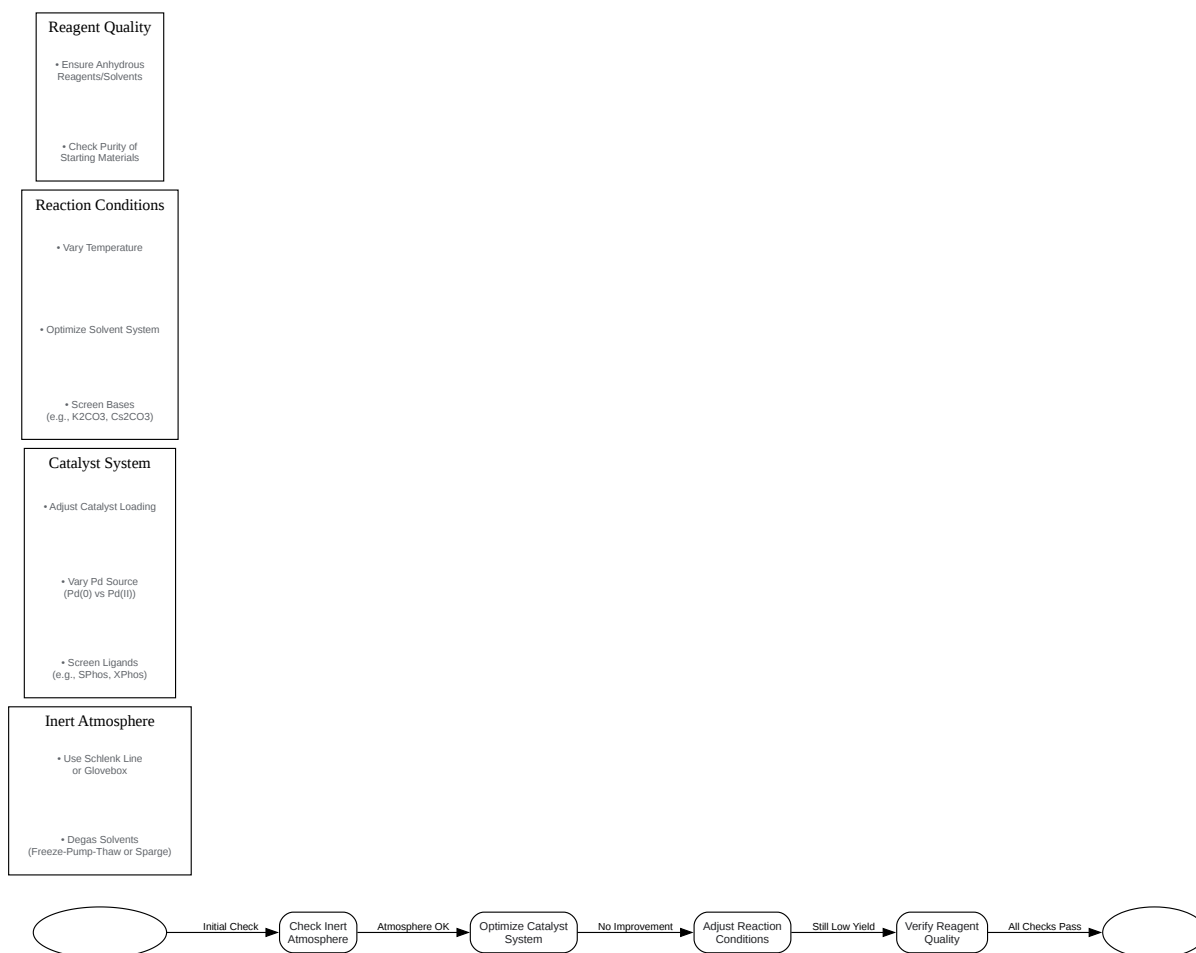 Reagent Quality
• Ensure Anhydrous
Reagents/Solvents
• Check Purity of
Starting Materials
Reaction Conditions
• Vary Temperature
• Optimize Solvent System
• Screen Bases
(e.g., K2CO3, Cs2CO3)
Catalyst System
• Adjust Catalyst Loading
• Vary Pd Source
(Pd(0) vs Pd(II))
• Screen Ligands
(e.g., SPhos, XPhos)
Inert Atmosphere
• Use Schlenk Line
or Glovebox
• Degas Solvents
(Freeze-Pump-Thaw or Sparge)
Initial Check
Check Inert
Atmosphere
Atmosphere OK
Optimize Catalyst
System
No Improvement
Adjust Reaction
Conditions
Still Low Yield
Verify Reagent
Quality
All Checks Pass